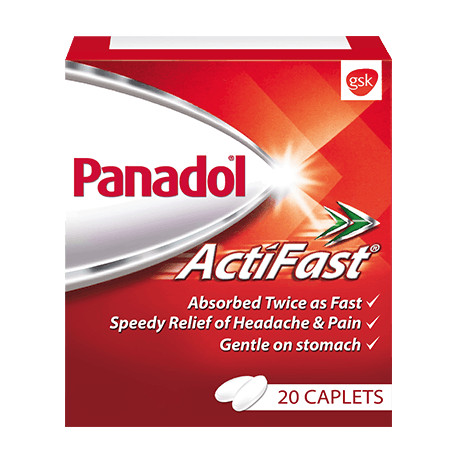 gsk
Panadol®
ActiFast®
Absorbed Twice as Fast ✓
Speedy Relief of Headache & Pain ✓
Gentle on stomach ✓
20 CAPLETS